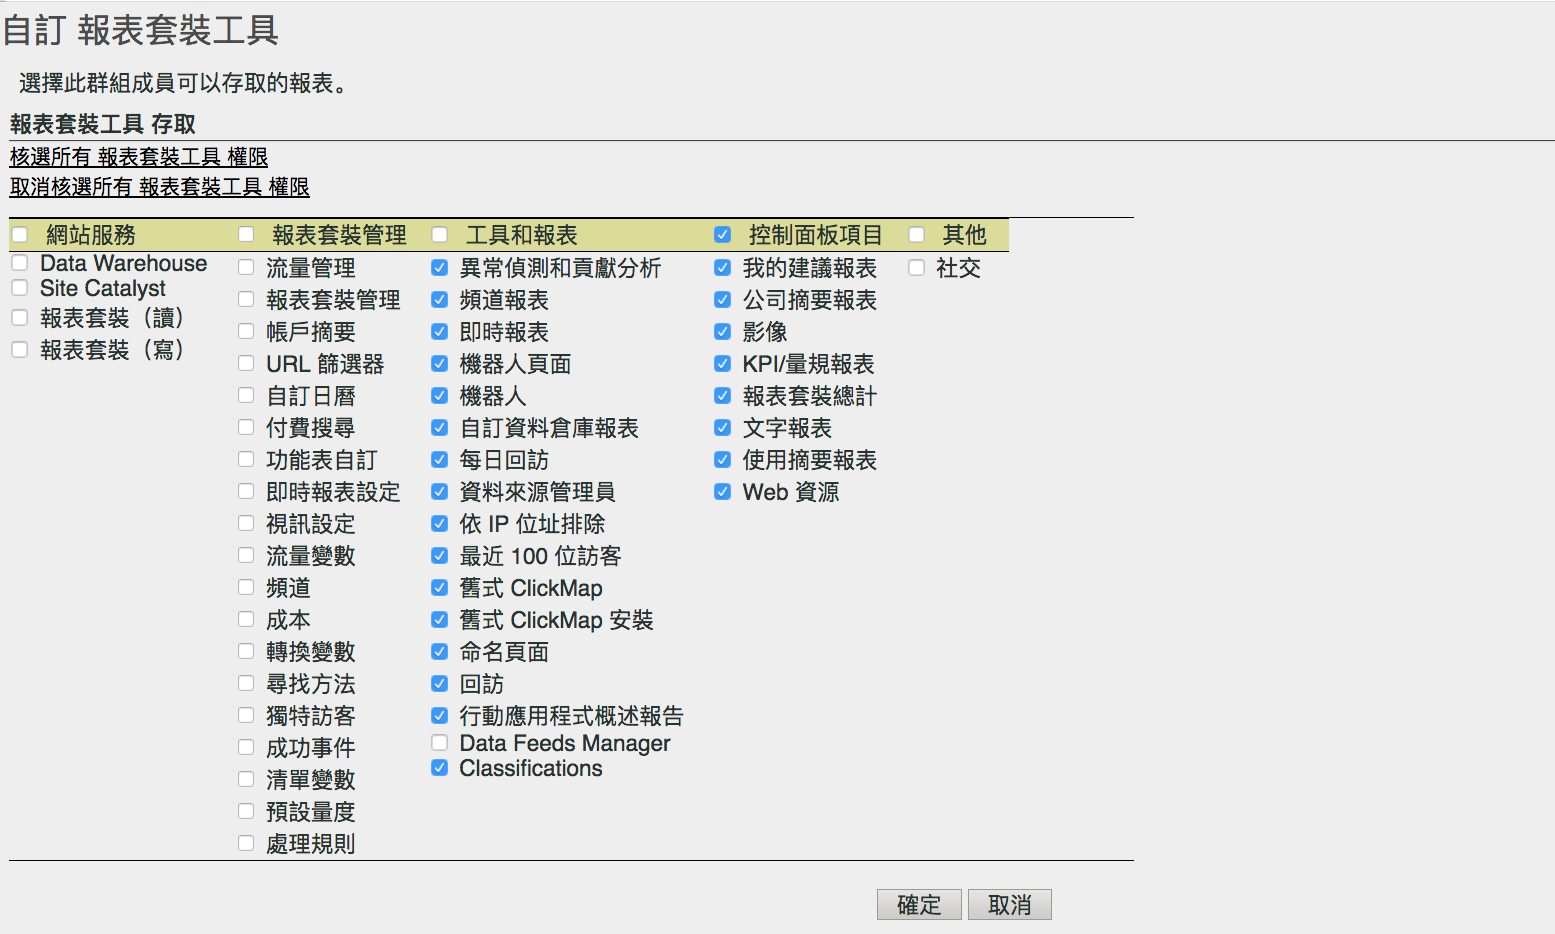 自訂 報表套裝工具
選擇此群組成員可以存取的報表。
報表套裝工具 存取
核選所有 報表套裝工具 權限
取消核選所有 報表套裝工具 權限
網站服務
Data Warehouse
Site Catalyst
報表套裝（讀）
報表套裝（寫）
報表套裝管理
流量管理
報表套裝管理
帳戶摘要
URL 篩選器
自訂日曆
付費搜尋
功能表自訂
即時報表設定
視訊設定
流量變數
頻道
成本
轉換變數
尋找方法
獨特訪客
成功事件
清單變數
預設量度
處理規則
工具和報表
異常偵測和貢獻分析
頻道報表
即時報表
機器人頁面
機器人
自訂資料倉庫報表
每日回訪
資料來源管理員
依 IP 位址排除
最近 100 位訪客
舊式 ClickMap
舊式 ClickMap 安裝
命名頁面
回訪
行動應用程式概述報告
Data Feeds Manager
Classifications
控制面板項目
我的建議報表
公司摘要報表
影像
KPI/量規報表
報表套裝總計
文字報表
使用摘要報表
Web 資源
其他
社交
確定
取消